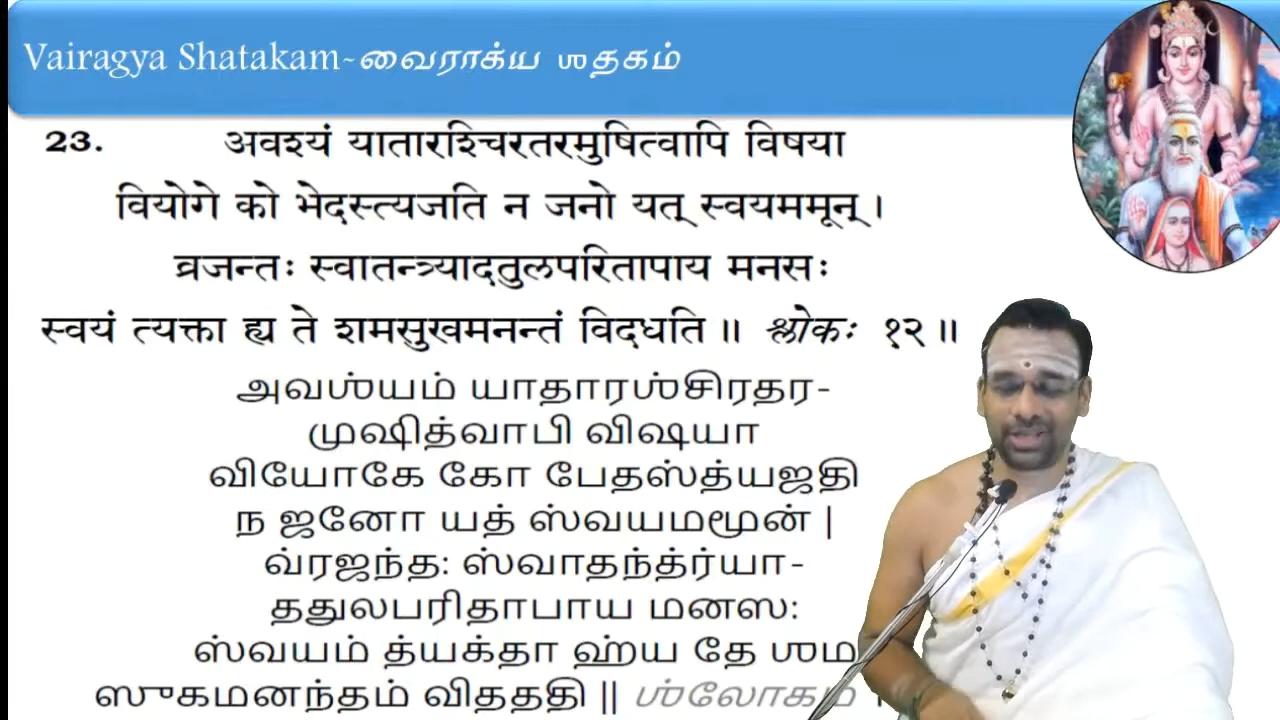 Vairagya Shatakam-வைராக்ய ஶதகம்
23. अवश्यं यातारश्चिरतरमुषित्वापि विषया
वियोगे को भेदस्त्यजति न जनो यत् स्वयममून् ।
व्रजन्तः स्वातन्त्र्यादतुलपरितापाय मनसः
स्वयं त्यक्ता ह्य ते शमसुखमनन्तं विदधति ॥ श्लोकः १२ ॥
அவஶ்யம் யாதாரஶ்சிரதர-
முஷித்வாபி விஷயா
வியோகே கோ பேதஸ்த்யஜதி
ந ஜனோ யத் ஸ்வயமமூன் |
வ்ரஜந்த: ஸ்வாதந்த்ர்யா-
ததுலபரிதாபாய மனஸ:
ஸ்வயம் த்யக்தா ஹ்ய தே ஶம
ஸுகமனந்தம் விதததி || ஶ்லோகம்